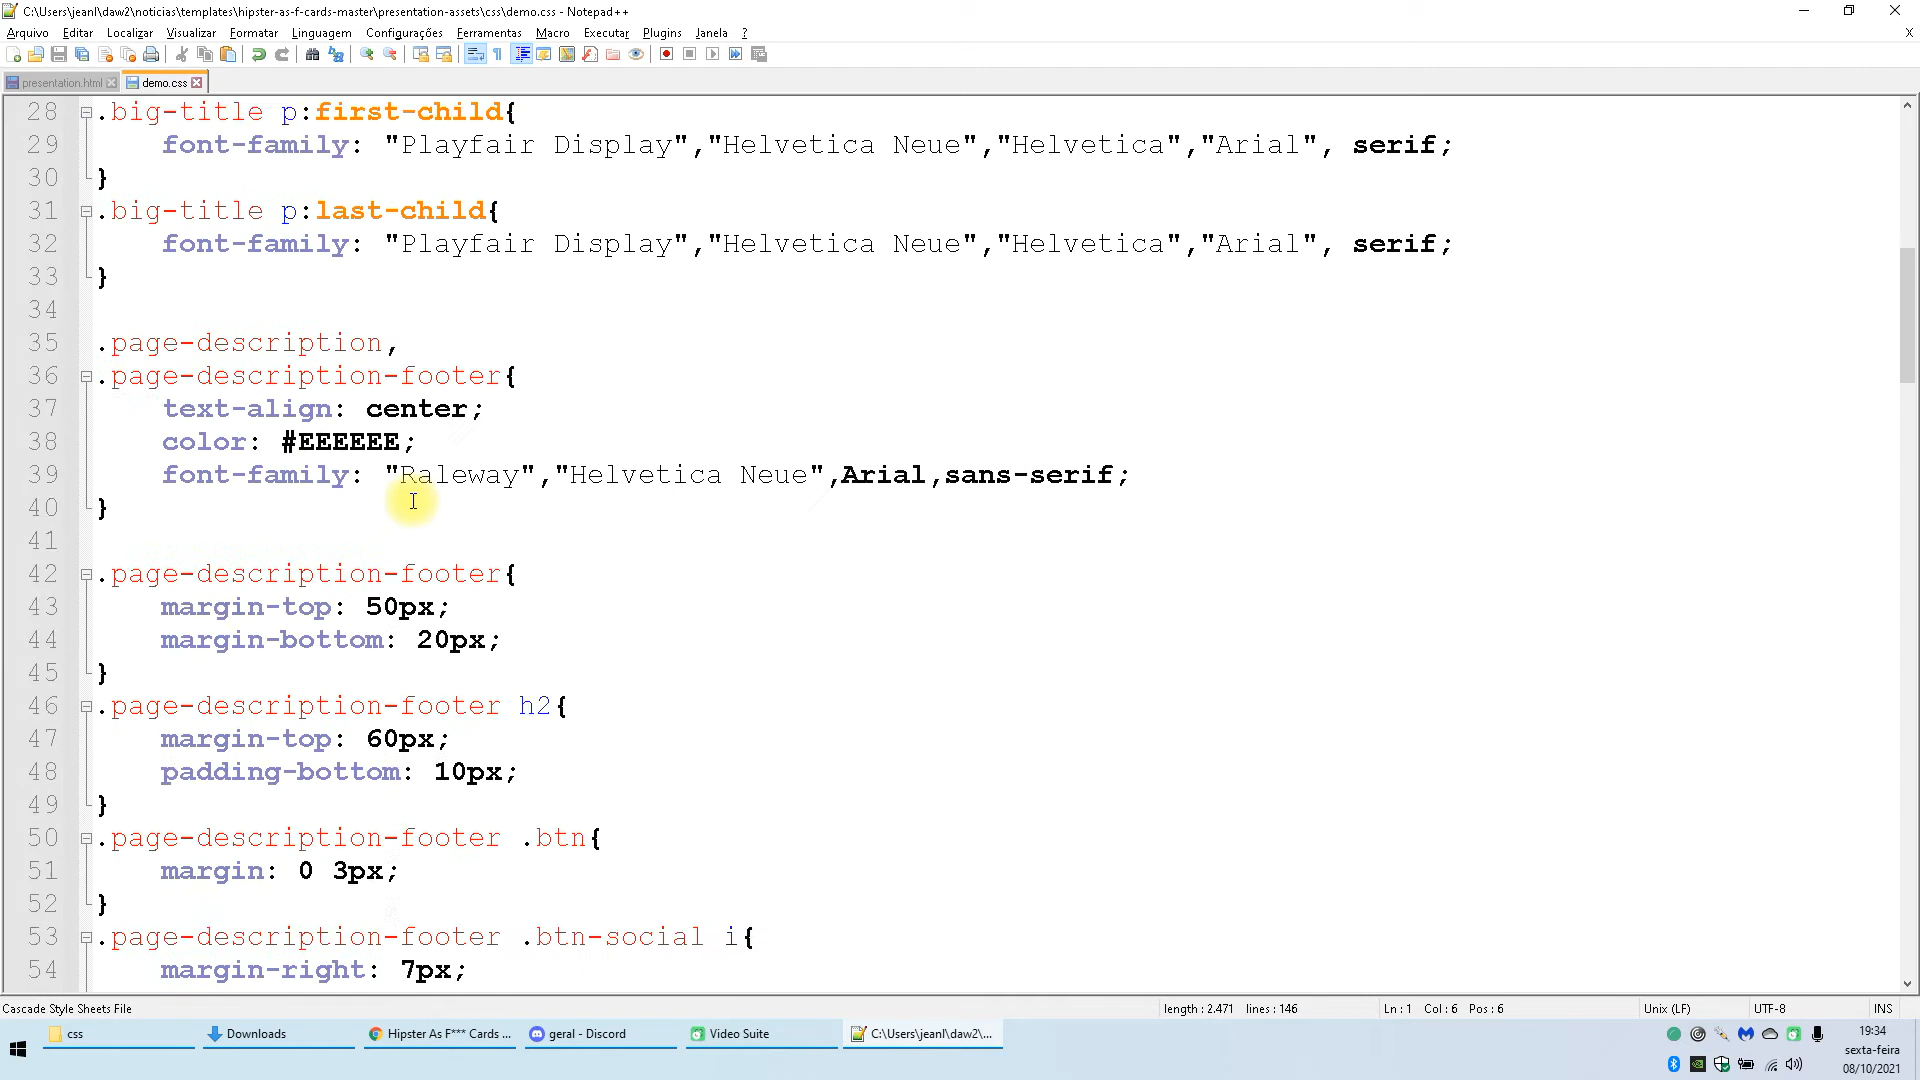 C:\Users\jeanl\daw2\noticias\templates\hipster-as-f-cards-master\presentation-assets\css\demo.css - Notepad++
Arquivo Editar Localizar Visualizar Formatar Linguagem Configurações Ferramentas Macro Executar Plugins Janela ? X
presentation.html demo.css
28 .big-title p:first-child{
29 font-family: "Playfair Display","Helvetica Neue","Helvetica","Arial", serif;
30 }
31 .big-title p:last-child{
32 font-family: "Playfair Display","Helvetica Neue","Helvetica","Arial", serif;
33 }
34
35 .page-description,
36 .page-description-footer{
37 text-align: center;
38 color: #EEEEEE;
39 font-family: "Raleway","Helvetica Neue",Arial,sans-serif;
40 }
41
42 .page-description-footer{
43 margin-top: 50px;
44 margin-bottom: 20px;
45 }
46 .page-description-footer h2{
47 margin-top: 60px;
48 padding-bottom: 10px;
49 }
50 .page-description-footer .btn{
51 margin: 0 3px;
52 }
53 .page-description-footer .btn-social i{
54 margin-right: 7px;
Cascade Style Sheets File length : 2.471 lines : 146 Ln : 1 Col : 6 Pos : 6 Unix (LF) UTF-8 INS
css Downloads Hipster As F*** Cards ... geral - Discord Video Suite C:\Users\jeanl\daw2\...
19:34
sexta-feira
08/10/2021